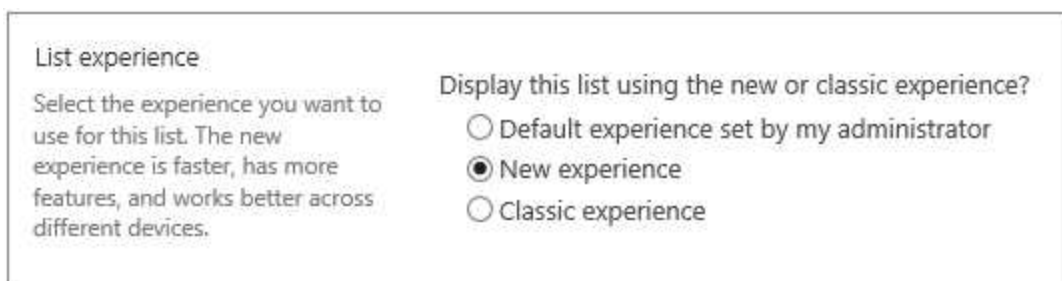 List experience
Select the experience you want to
use for this list. The new
experience is faster, has more
features, and works better across
different devices.
Display this list using the new or classic experience?
Default experience set by my administrator
New experience
Classic experience